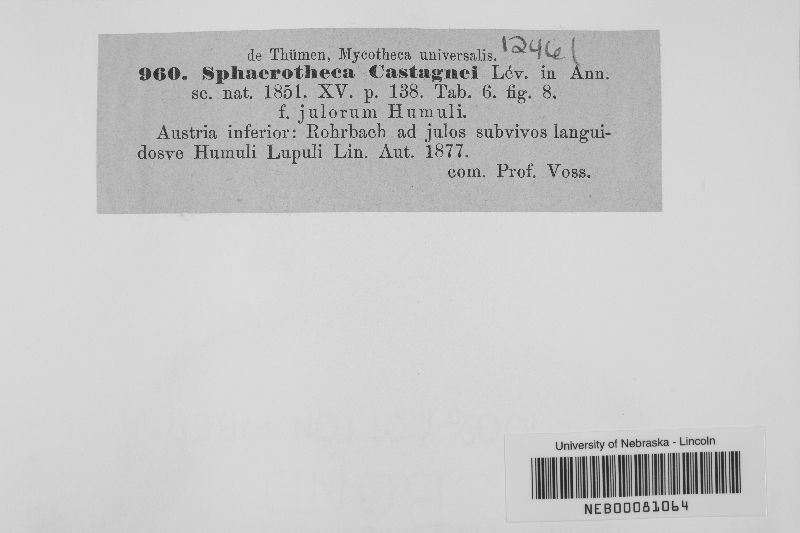 de Thümen, Mycotheca universalis. 12461
960. Sphaerotheca Castagnei Lév. in Ann.
sc. nat. 1851. XV. p. 138. Tab. 6. fig. 8.
f. julorum Humuli.
Austria inferior: Rohrbach ad julos subvivos langui-
dosve Humuli Lupuli Lin. Aut. 1877.
com. Prof. Voss.
University of Nebraska - Lincoln
NEB00081064